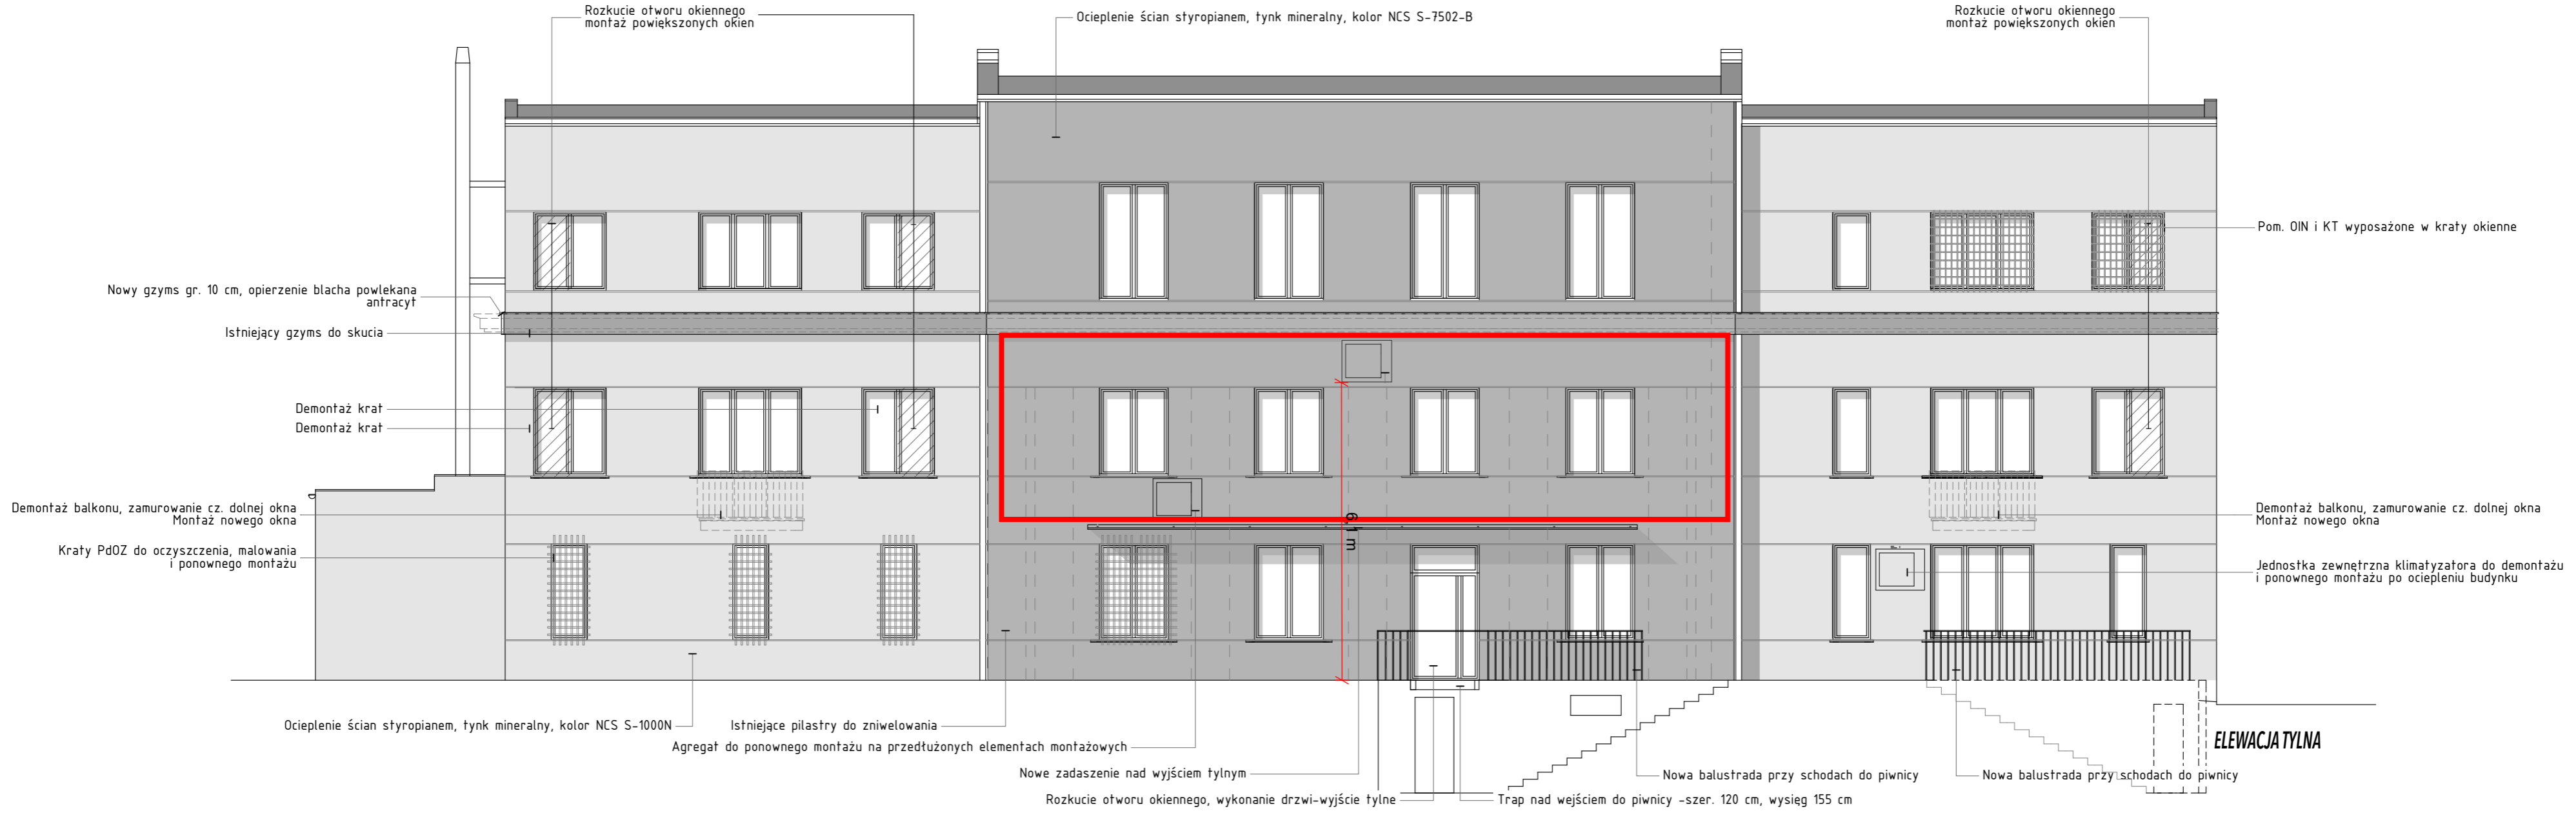 Rozkucie otworu okiennego
montaż powiększonych okien
Ocieplenie ścian styropianem, tynk mineralny, kolor NCS S-7502-B
Rozkucie otworu okiennego
montaż powiększonych okien
Pom. OIN i KT wyposażone w kraty okienne
Nowy gzyms gr. 10 cm, opierzenie blacha powlekana
antracyt
Istniejący gzyms do skucia
Demontaż krat
Demontaż krat
Demontaż balkonu, zamurowanie cz. dolnej okna
Montaż nowego okna
Kraty PdOZ do oczyszczenia, malowania
i ponownego montażu
6,1 m
Demontaż balkonu, zamurowanie cz. dolnej okna
Montaż nowego okna
Jednostka zewnętrzna klimatyzatora do demontażu
i ponownego montażu po ociepleniu budynku
Ocieplenie ścian styropianem, tynk mineralny, kolor NCS S-1000N
Istniejące pilastry do zniwelowania
Agregat do ponownego montażu na przedłużonych elementach montażowych
Nowe zadaszenie nad wyjściem tylnym
Rozkucie otworu okiennego, wykonanie drzwi-wyjście tylne
Trap nad wejściem do piwnicy -szer. 120 cm, wysięg 155 cm
Nowa balustrada przy schodach do piwnicy
Nowa balustrada przy schodach do piwnicy
ELEWACJA TYLNA